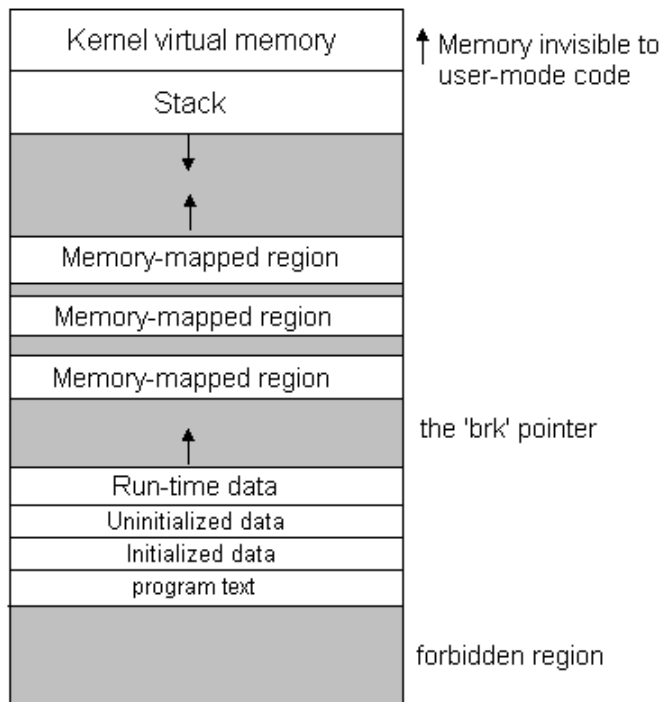 Kernel virtual memory
Memory invisible to
user-mode code
Stack
Memory-mapped region
Memory-mapped region
Memory-mapped region
the 'brk' pointer
Run-time data
Uninitialized data
Initialized data
program text
forbidden region